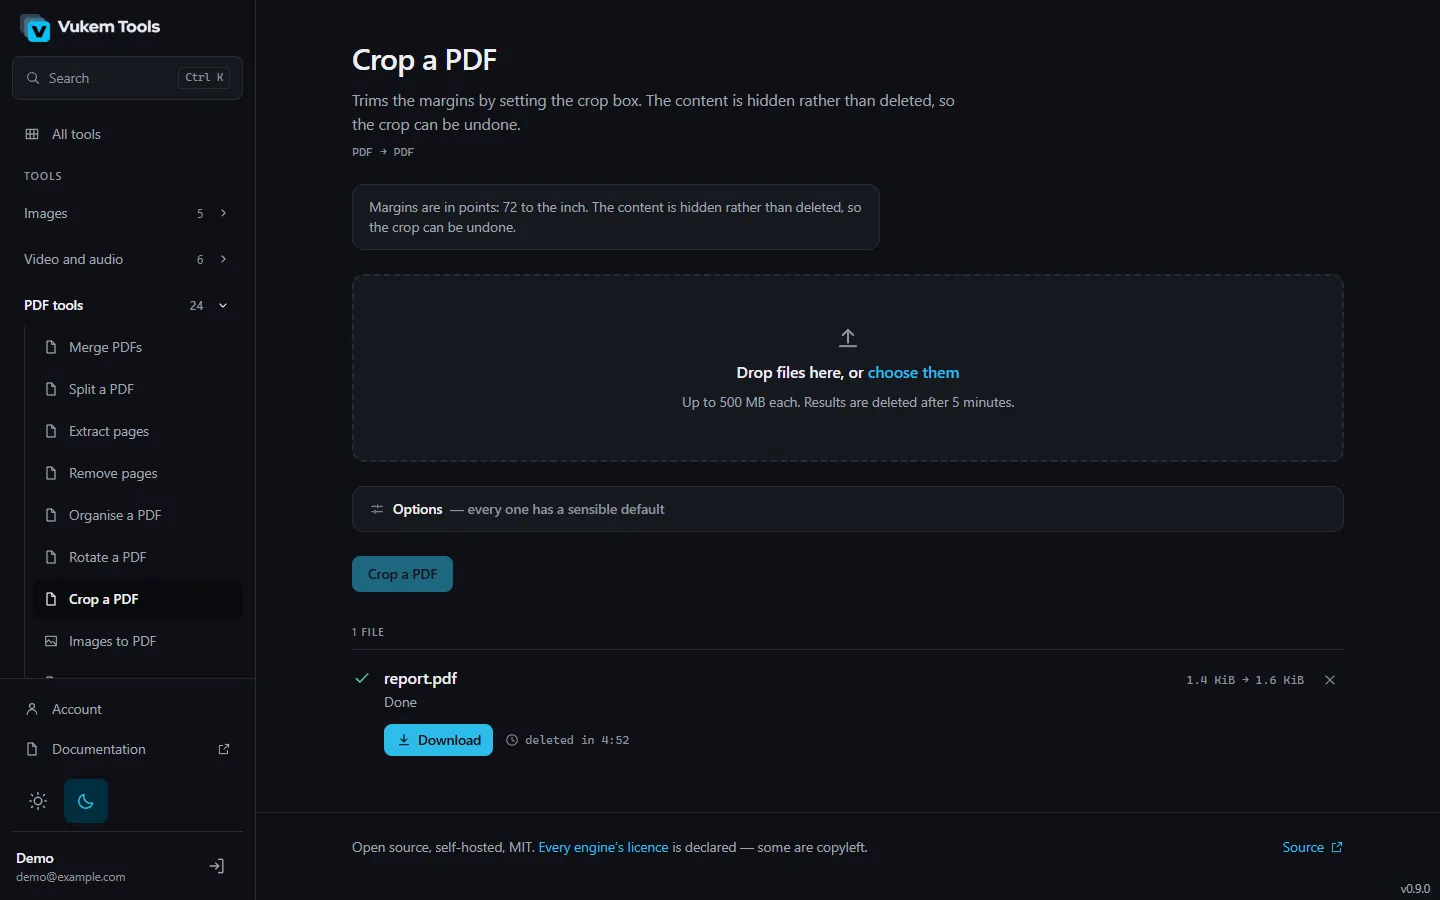 Vukem Tools
Search
Ctrl K
All tools
TOOLS
Images 5
Video and audio 6
PDF tools 24
Merge PDFs
Split a PDF
Extract pages
Remove pages
Organise a PDF
Rotate a PDF
Crop a PDF
Images to PDF
Account
Documentation
Demo
demo@example.com
Crop a PDF
Trims the margins by setting the crop box. The content is hidden rather than deleted, so
the crop can be undone.
PDF → PDF
Margins are in points: 72 to the inch. The content is hidden rather than deleted, so
the crop can be undone.
Drop files here, or choose them
Up to 500 MB each. Results are deleted after 5 minutes.
Options — every one has a sensible default
Crop a PDF
1 FILE
report.pdf
1.4 KiB → 1.6 KiB
Done
Download
deleted in 4:52
Open source, self-hosted, MIT. Every engine's licence is declared — some are copyleft.
Source
v0.9.0